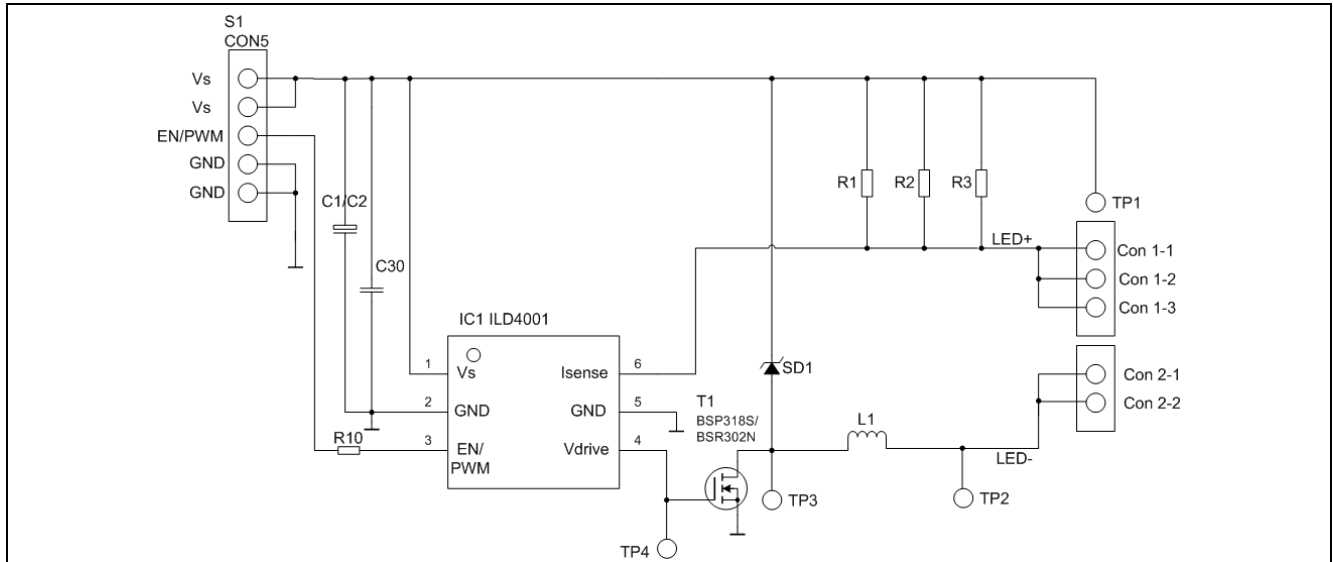 S1
CON5
Vs
Vs
EN/PWM
GND
GND
C1/C2
C30
R1
R2
R3
TP1
LED+
Con 1-1
Con 1-2
Con 1-3
IC1 ILD4001
1
Vs
Isense
6
2
GND
GND
5
3
EN/
PWM
Vdrive
4
R10
SD1
T1
BSP318S/
BSR302N
L1
Con 2-1
Con 2-2
LED-
TP3
TP2
TP4